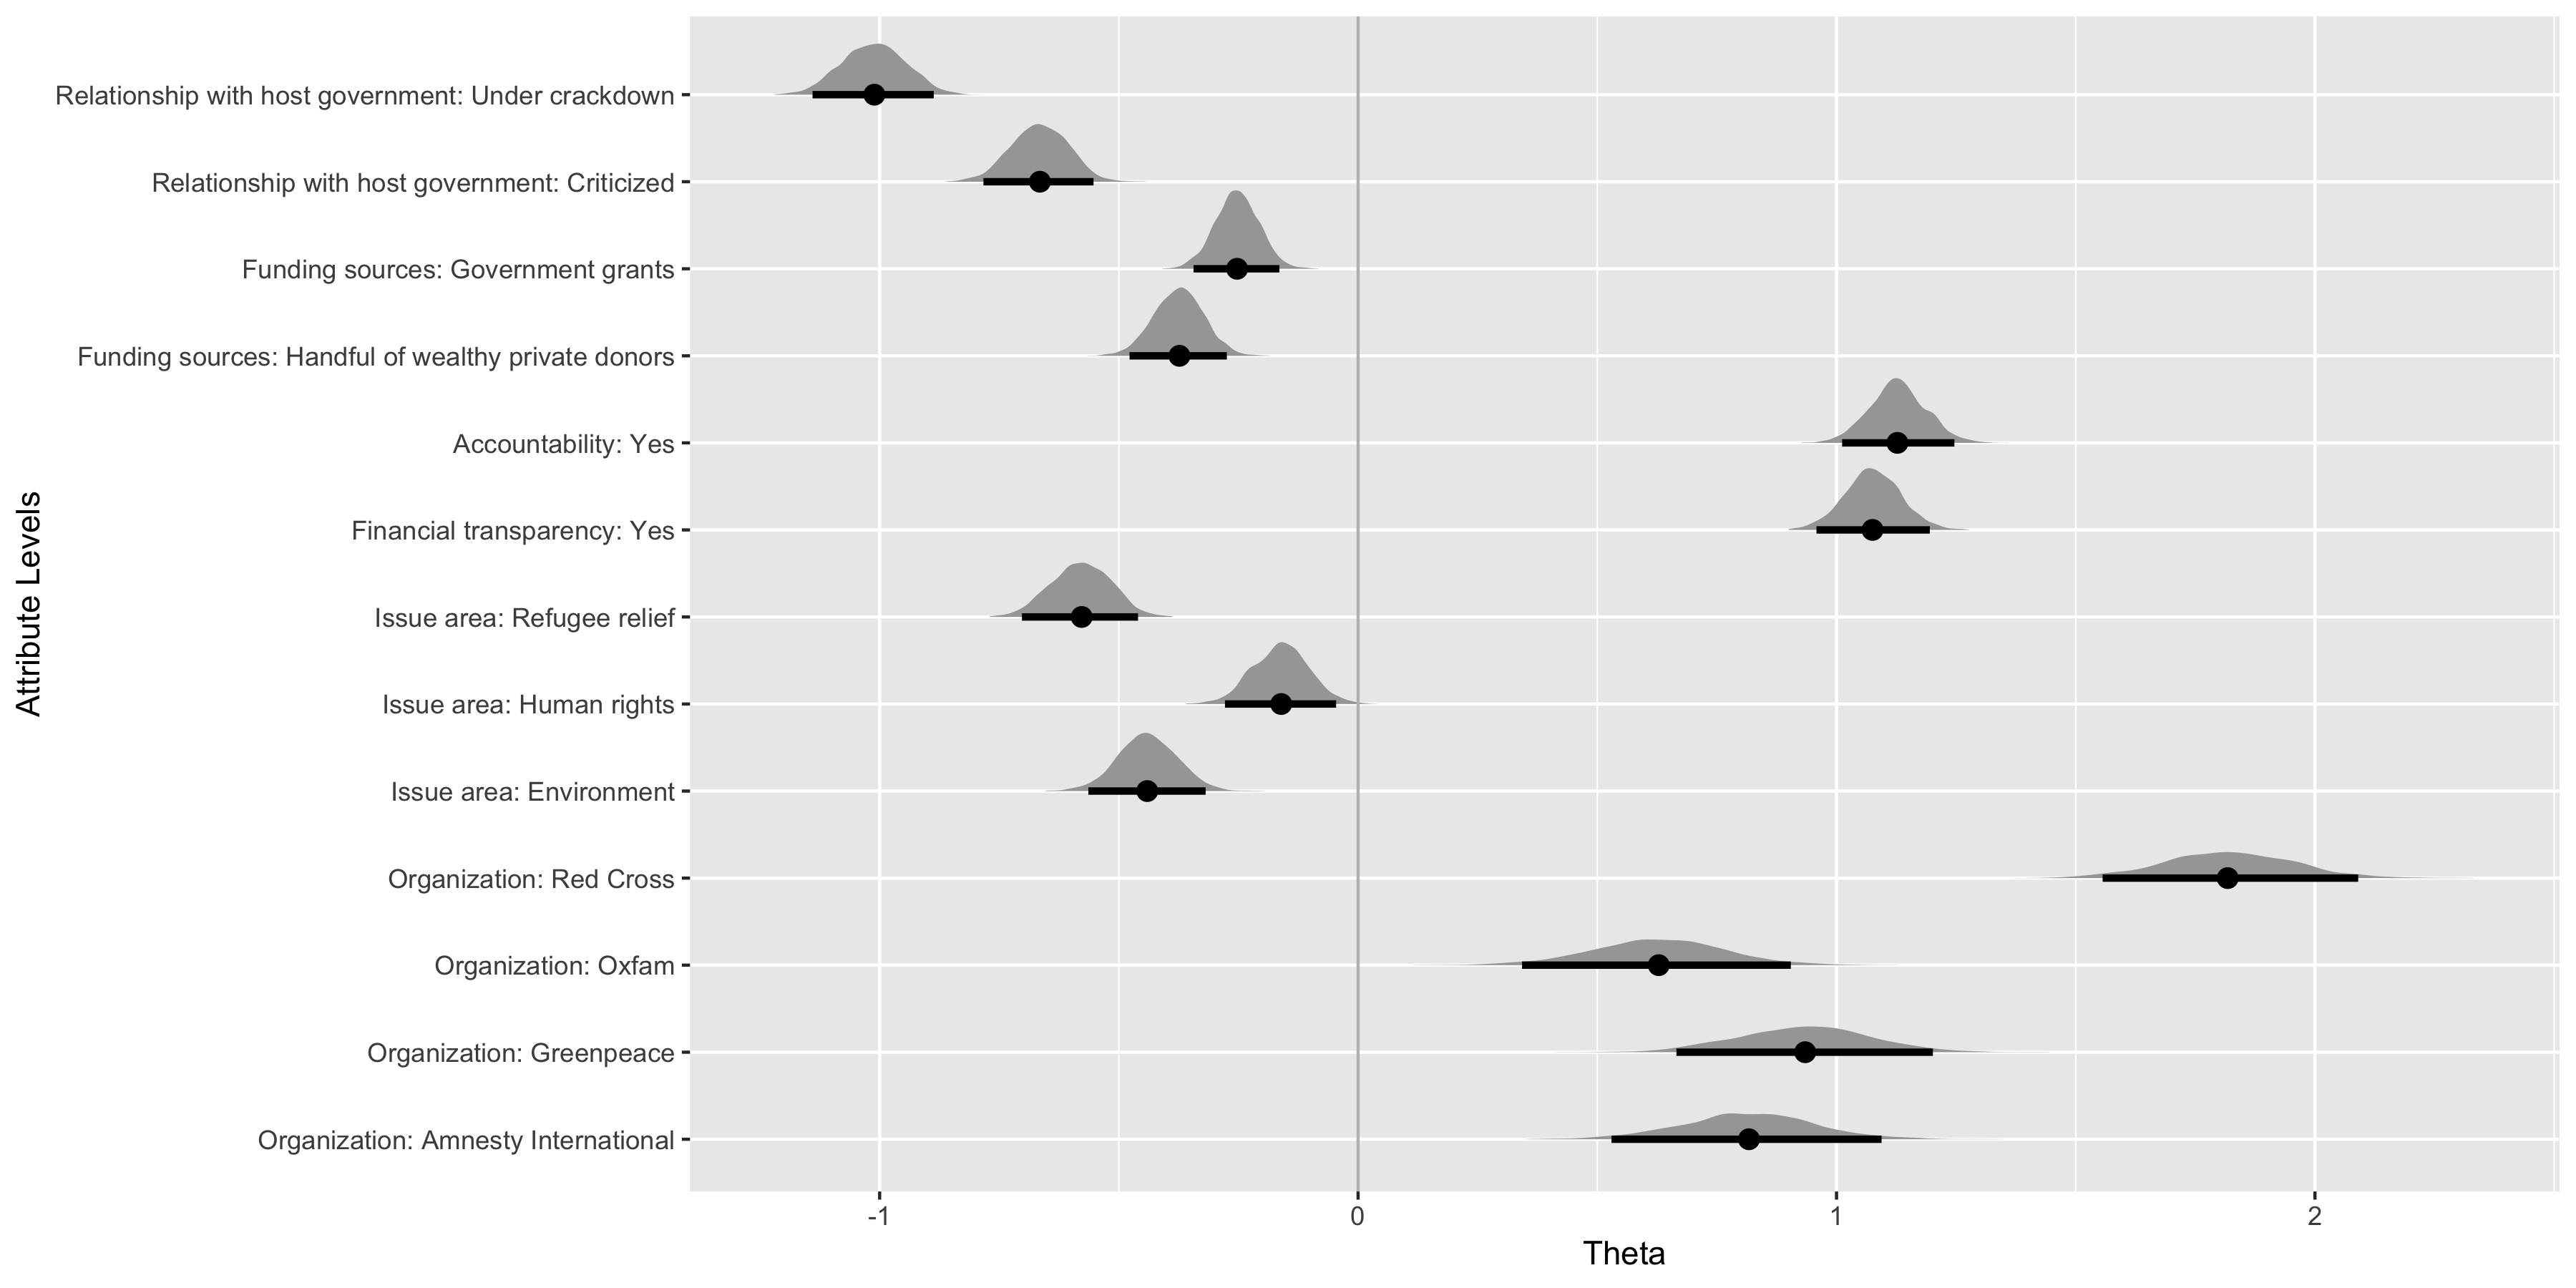 Relationship with host government: Under crackdown
Relationship with host government: Criticized
Funding sources: Government grants
Funding sources: Handful of wealthy private donors
Accountability: Yes
Financial transparency: Yes
Issue area: Refugee relief
Issue area: Human rights
Issue area: Environment
Organization: Red Cross
Organization: Oxfam
Organization: Greenpeace
Organization: Amnesty International
Attribute Levels
-1 0 1 2
Theta